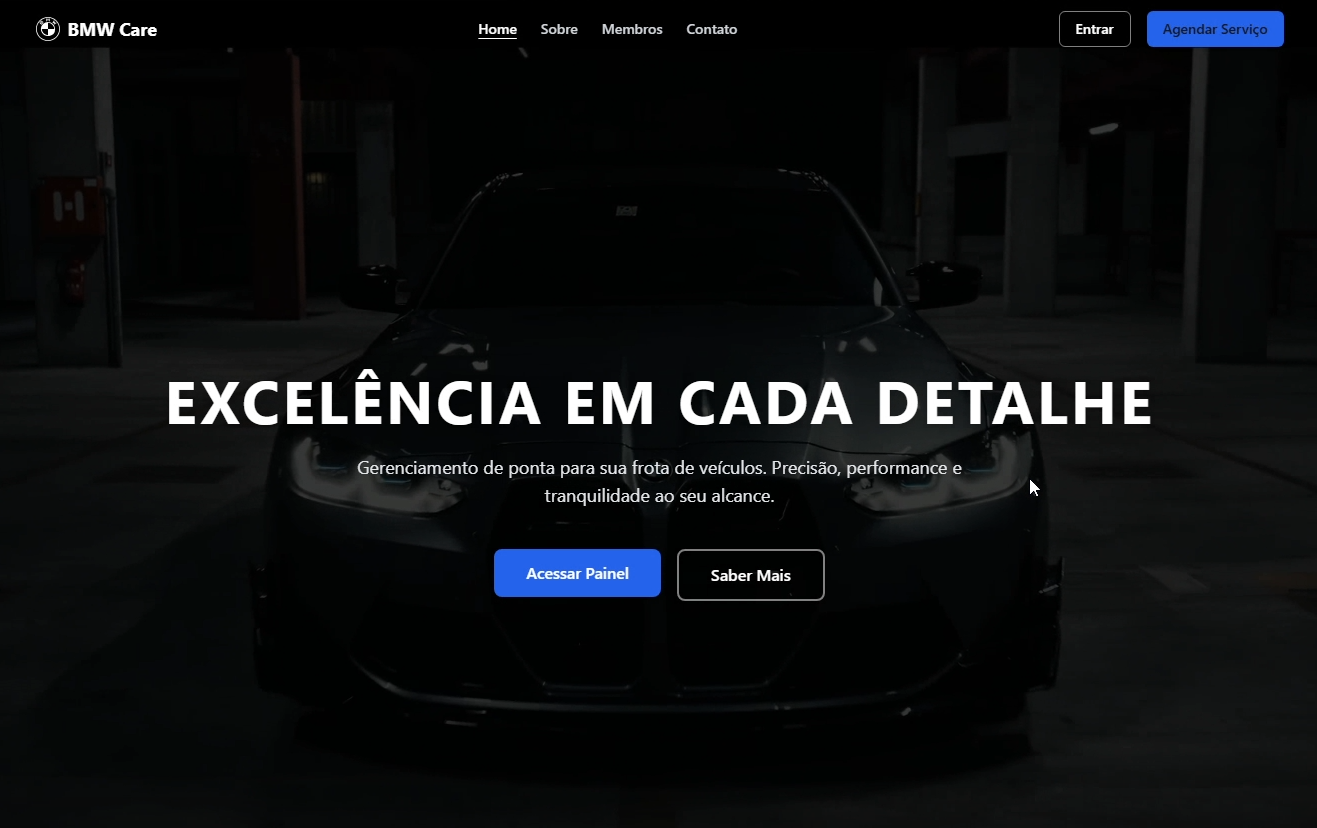 BMW Care
Home Sobre Membros Contato
Entrar
Agendar Serviço
EXCELÊNCIA EM CADA DETALHE
Gerenciamento de ponta para sua frota de veículos. Precisão, performance e
tranquilidade ao seu alcance.
Acessar Painel
Saber Mais